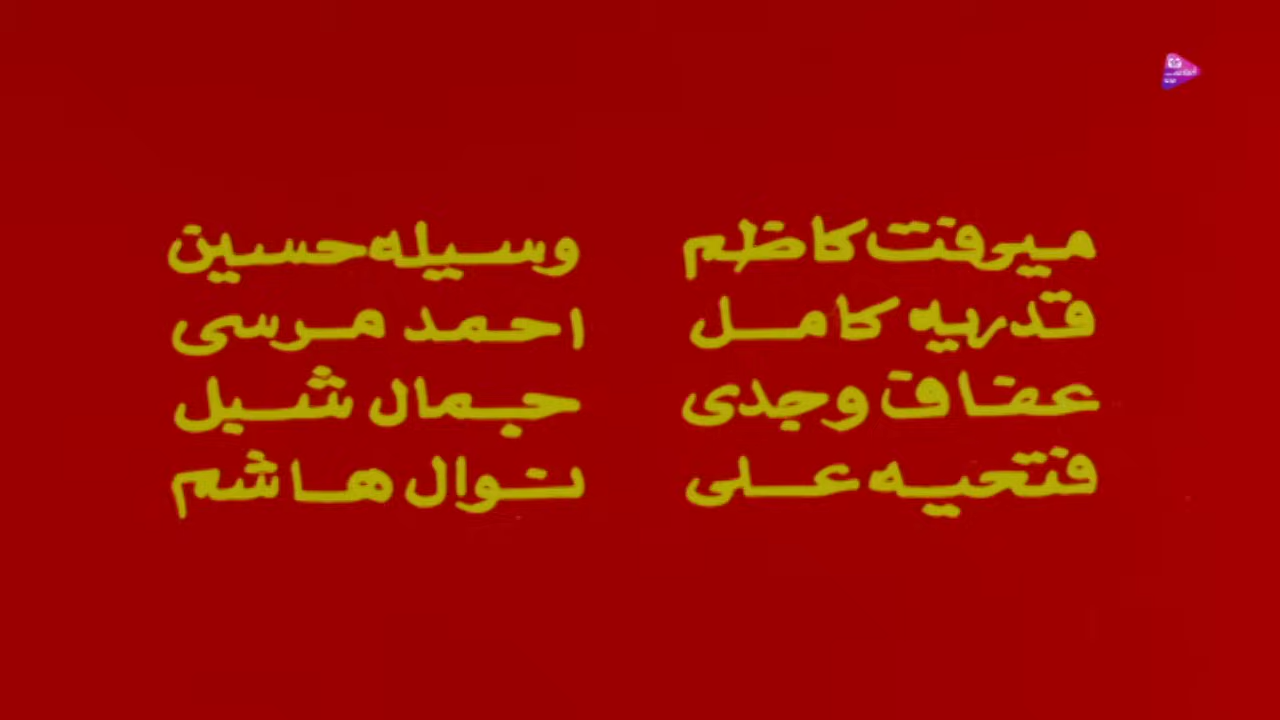 ميرفت كاظم
قدريه كامل
عفاف وجدى
فتحيه على
وسيله حسين
احمد مرسى
جمال شبل
نوال هاشم